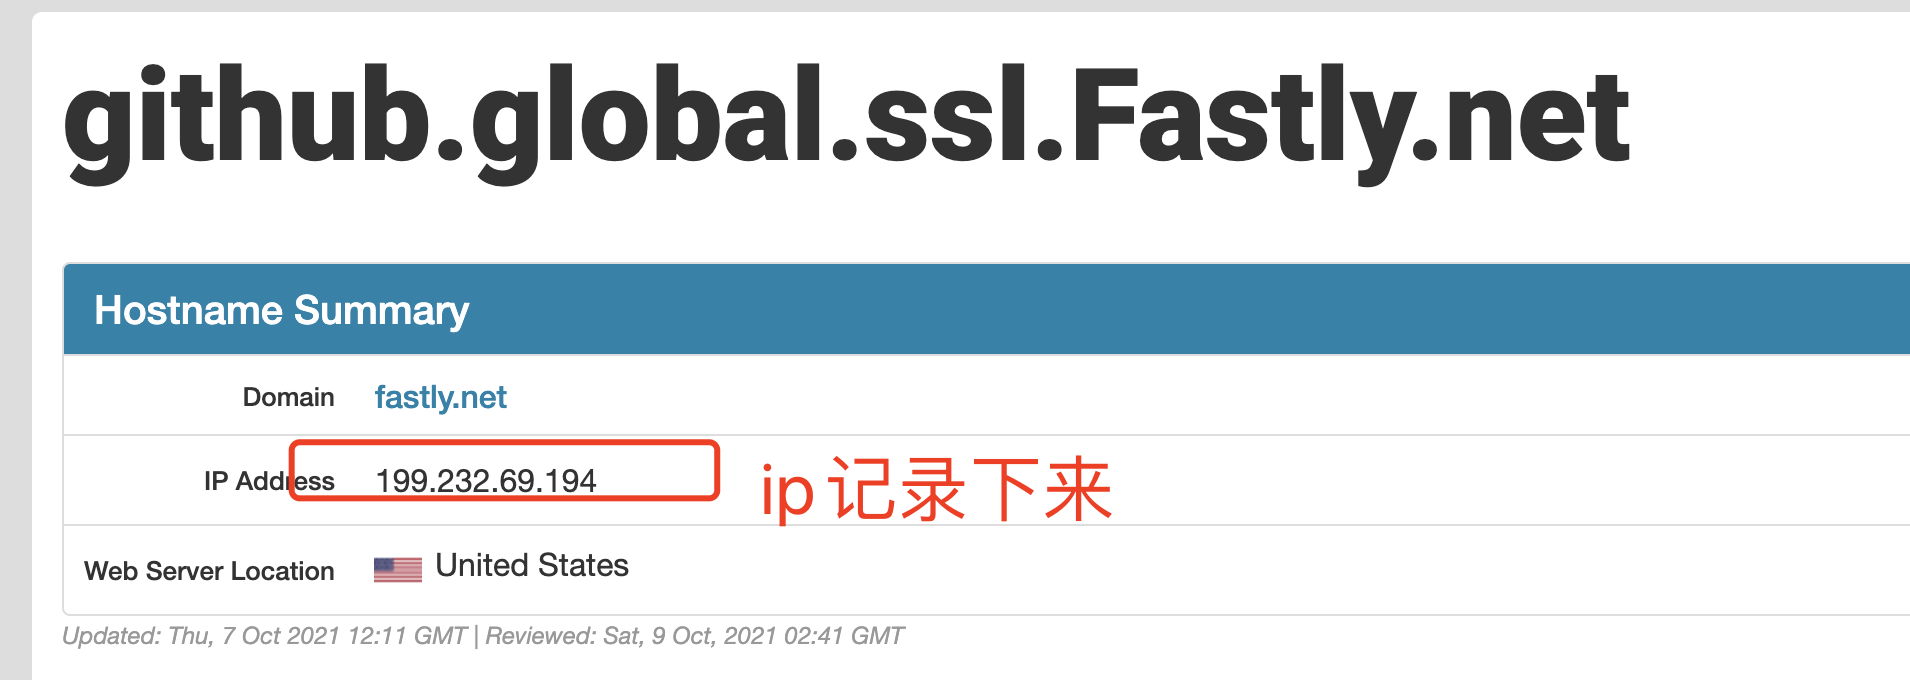 github.global.ssl.Fastly.net
Hostname Summary
Domain fastly.net
IP Address 199.232.69.194 ip记录下来
Web Server Location United States
Updated: Thu, 7 Oct 2021 12:11 GMT | Reviewed: Sat, 9 Oct, 2021 02:41 GMT